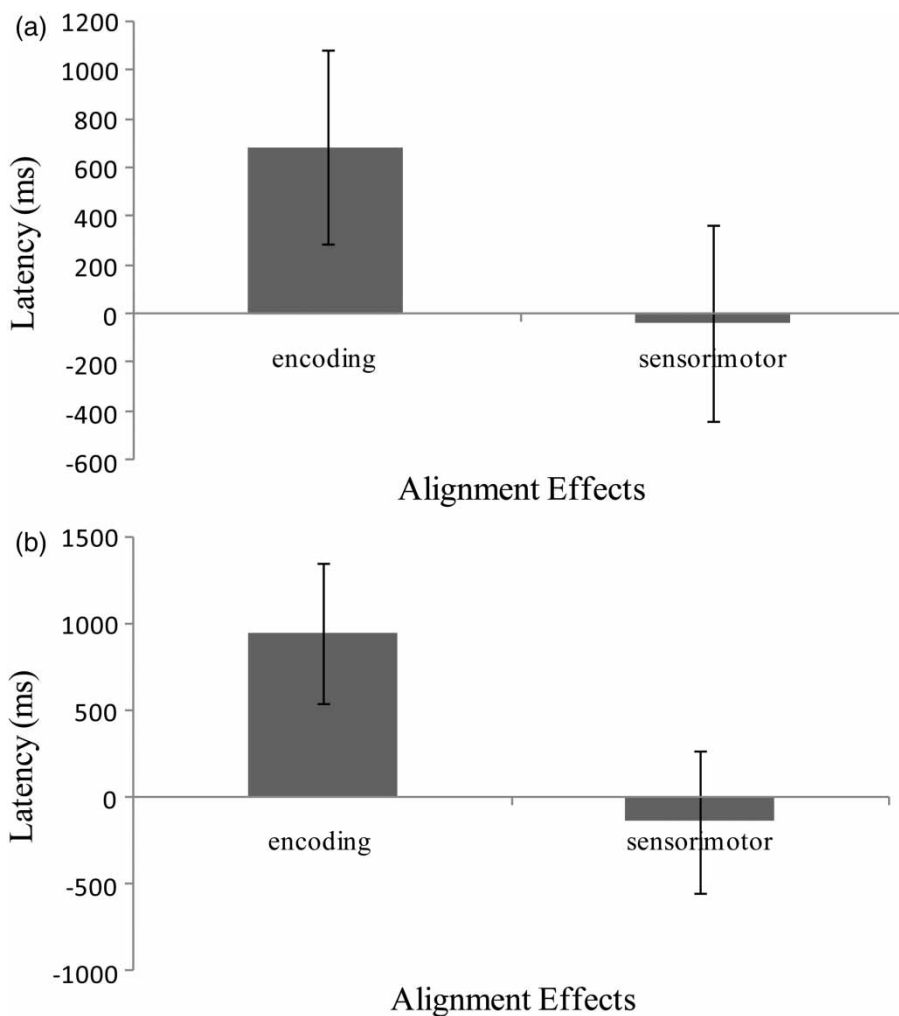 (a)
1200
1000
800
600
400
200
0
-200
-400
-600
Latency (ms)
encoding
sensorimotor
Alignment Effects
(b)
1500
1000
500
0
-500
-1000
Latency (ms)
encoding
sensorimotor
Alignment Effects